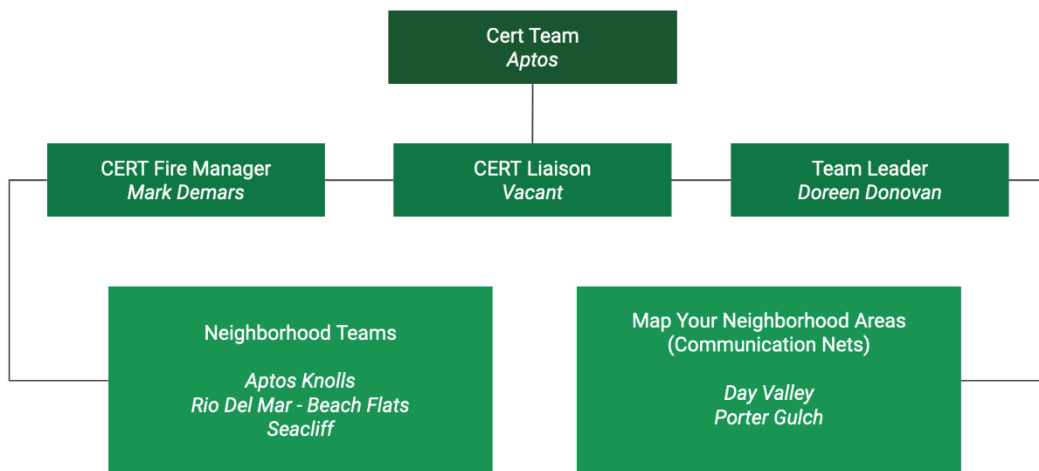 Cert Team
Aptos
CERT Fire Manager
Mark Demars
CERT Liaison
Vacant
Team Leader
Doreen Donovan
Neighborhood Teams
Aptos Knolls
Rio Del Mar - Beach Flats
Seacliff
Map Your Neighborhood Areas
(Communication Nets)
Day Valley
Porter Gulch